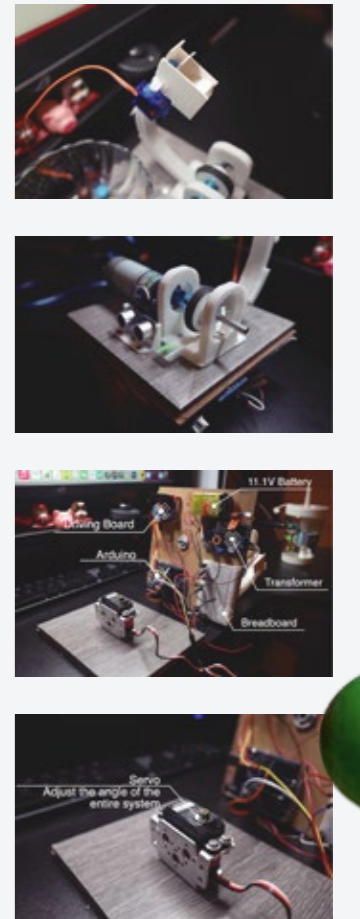 11.1V Battery
Driving Board
Arduino
Transformer
Breadboard
Servo
Adjust the angle of the
entire system